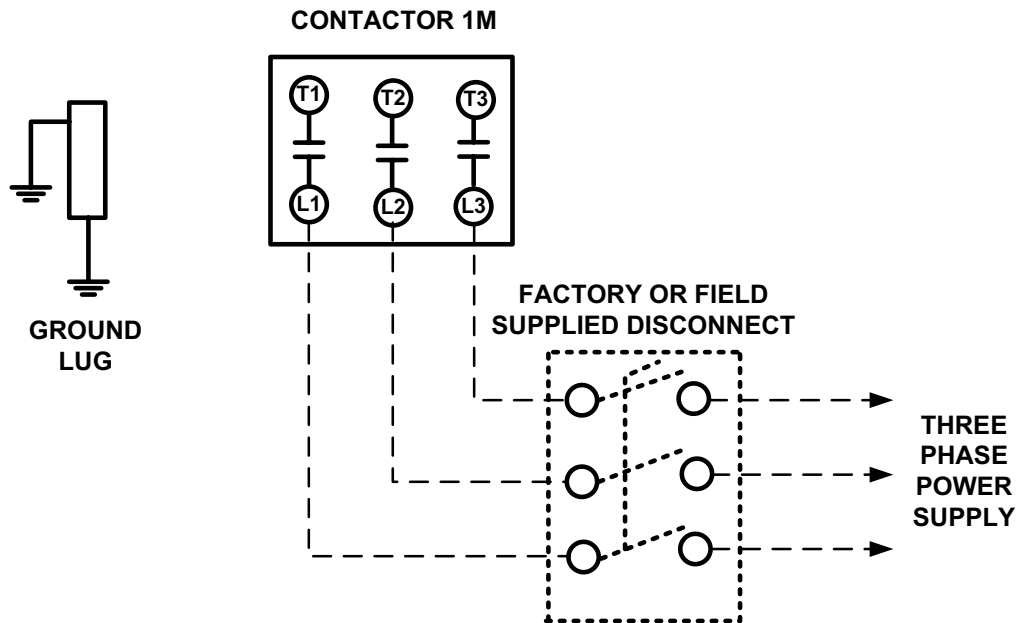 CONTACTOR 1M
T1
T2
T3
L1
L2
L3
GROUND
LUG
FACTORY OR FIELD
SUPPLIED DISCONNECT
THREE
PHASE
POWER
SUPPLY